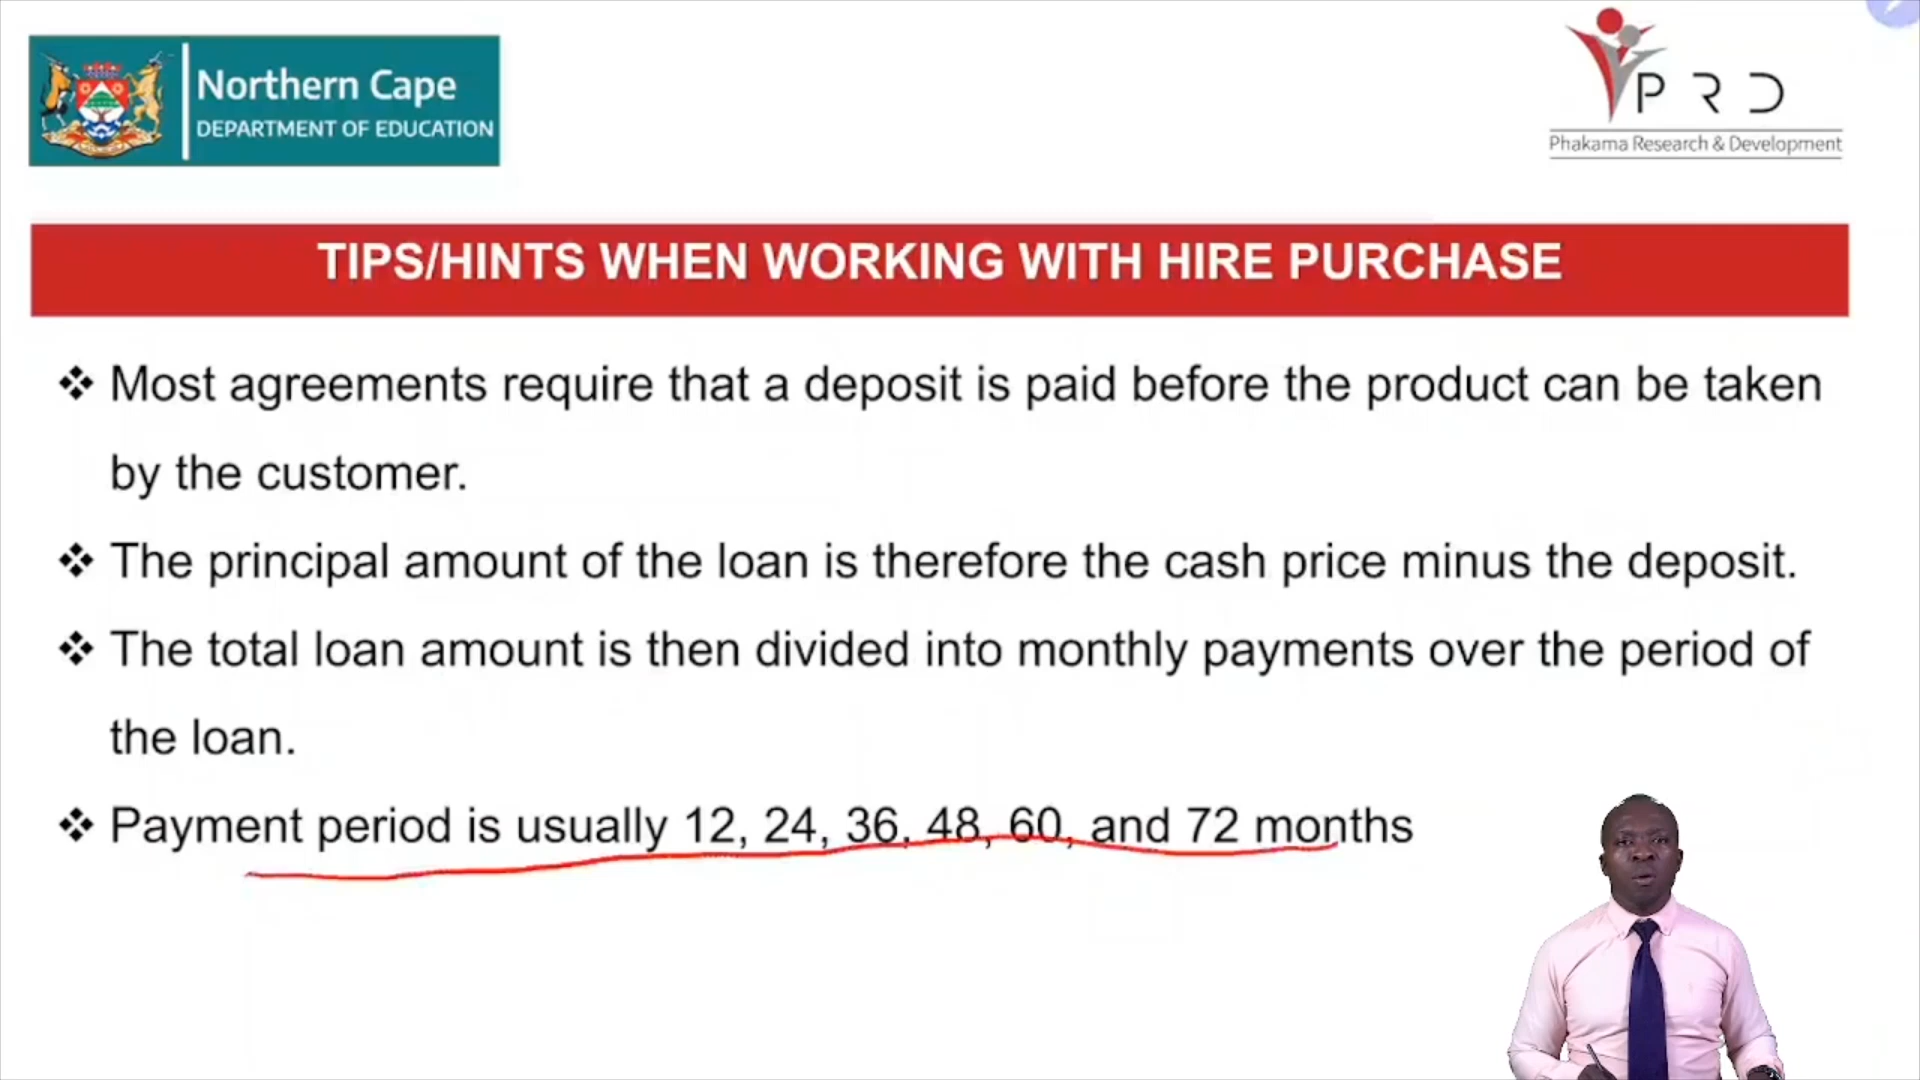 Northern Cape
DEPARTMENT OF EDUCATION
PRD
Phakama Research & Development
TIPS/HINTS WHEN WORKING WITH HIRE PURCHASE
❖ Most agreements require that a deposit is paid before the product can be taken
by the customer.
❖ The principal amount of the loan is therefore the cash price minus the deposit.
❖ The total loan amount is then divided into monthly payments over the period of
the loan.
❖ Payment period is usually 12, 24, 36, 48, 60, and 72 months